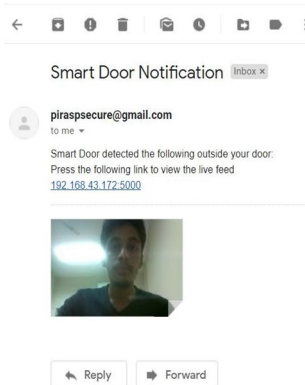 Smart Door Notification Inbox ×
piraspsecure@gmail.com
to me
Smart Door detected the following outside your door:
Press the following link to view the live feed
192.168.43.172:5000
Reply Forward